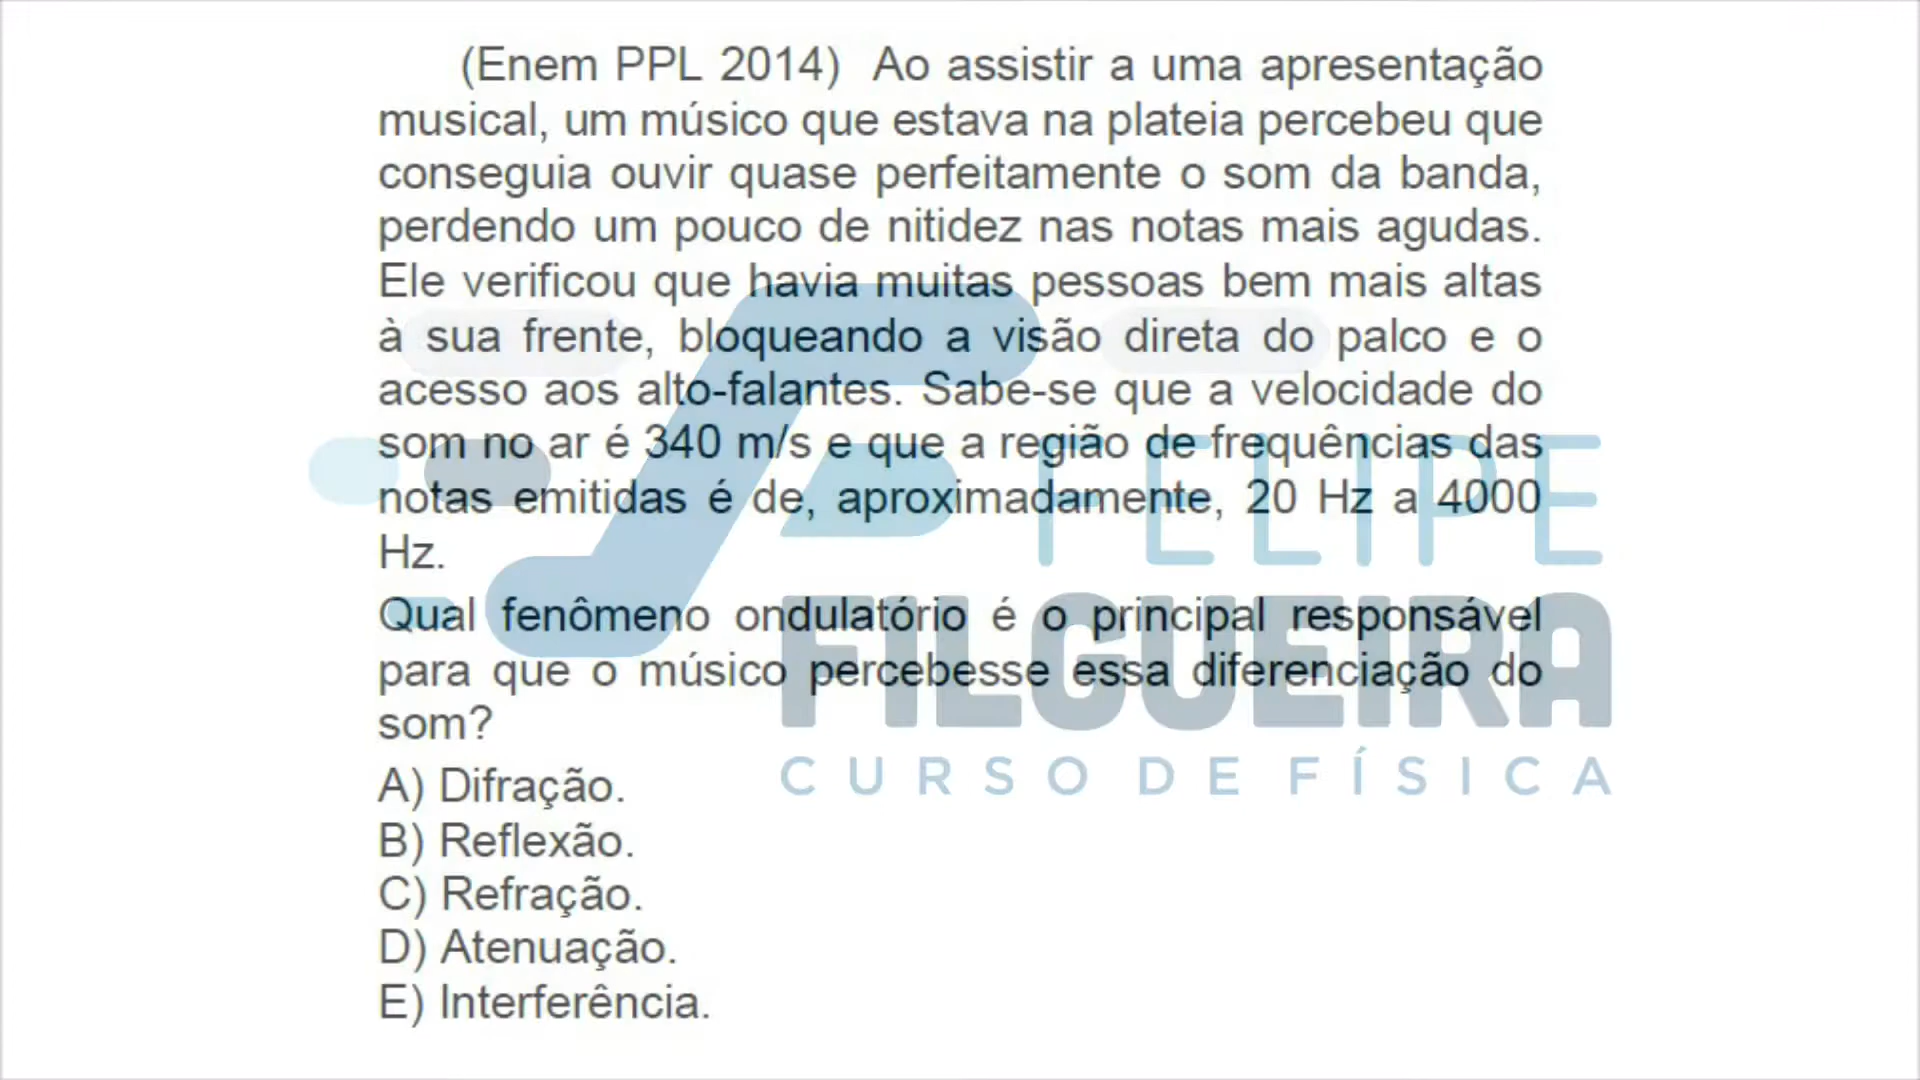 (Enem PPL 2014) Ao assistir a uma apresentação
musical, um músico que estava na plateia percebeu que
conseguia ouvir quase perfeitamente o som da banda,
perdendo um pouco de nitidez nas notas mais agudas.
Ele verificou que havia muitas pessoas bem mais altas
à sua frente, bloqueando a visão direta do palco e o
acesso aos alto-falantes. Sabe-se que a velocidade do
som no ar é 340 m/s e que a região de frequências das
notas emitidas é de, aproximadamente, 20 Hz a 4000
Hz.
Qual fenômeno ondulatório é o principal responsável
para que o músico percebesse essa diferenciação do
som?
A) Difração.
B) Reflexão.
C) Refração.
D) Atenuação.
E) Interferência.
FELIPE
FILGUEIRA
CURSO DE FÍSICA